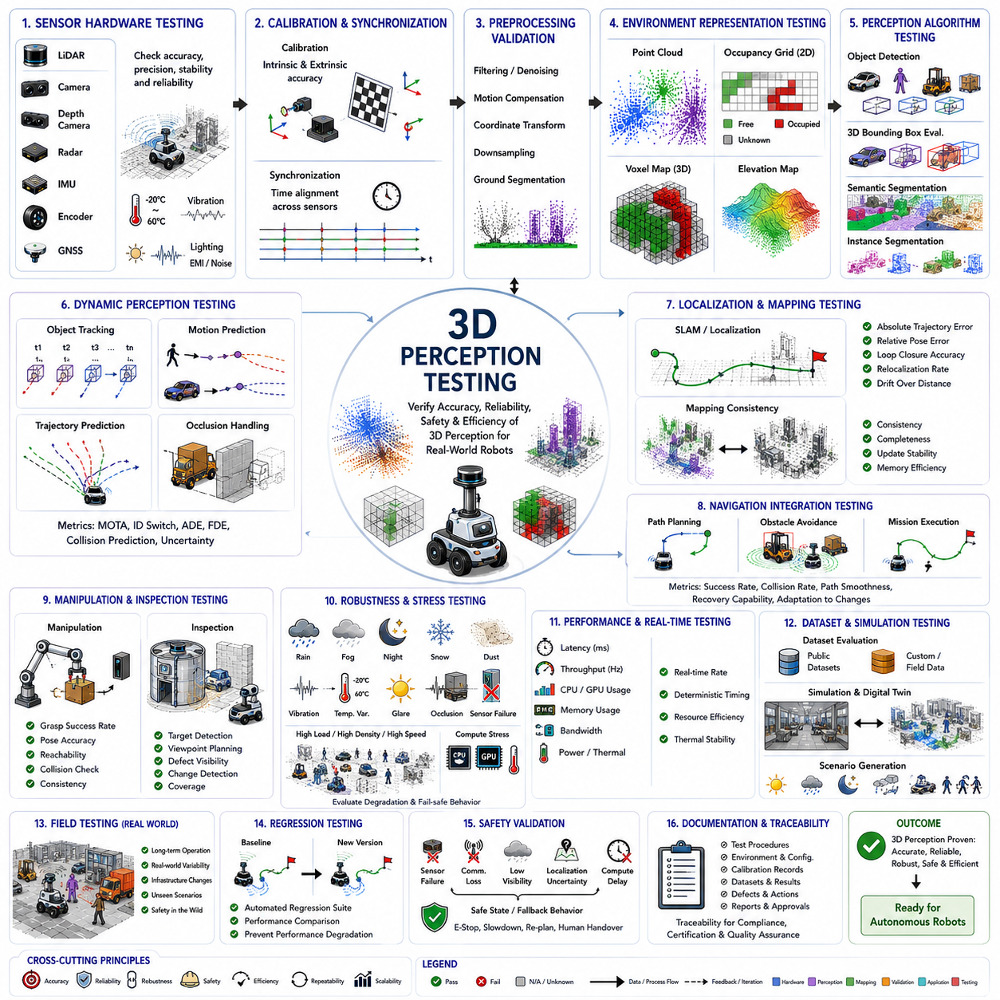 1. SENSOR HARDWARE TESTING
LiDAR
Camera
Depth
Camera
Radar
IMU
Encoder
GNSS
Check accuracy,
precision, stability
and reliability
-20°C
~
60°C
Vibration
Lighting
EMI / Noise
2. CALIBRATION & SYNCHRONIZATION
Calibration
Intrinsic & Extrinsic
accuracy
Synchronization
Time alignment
across sensors
t
3. PREPROCESSING
VALIDATION
Filtering / Denoising
Motion Compensation
Coordinate Transform
Downsampling
Ground Segmentation
4. ENVIRONMENT REPRESENTATION TESTING
Point Cloud
Occupancy Grid (2D)
Free
Occupied
Unknown
Voxel Map (3D)
Elevation Map
5. PERCEPTION ALGORITHM
TESTING
Object Detection
3D Bounding Box Eval.
Semantic Segmentation
Instance Segmentation
6. DYNAMIC PERCEPTION TESTING
Object Tracking
t1 t2 t3 ... tn
Motion Prediction
Trajectory Prediction
Occlusion Handling
Metrics: MOTA, ID Switch, ADE, FDE,
Collision Prediction, Uncertainty
3D
PERCEPTION
TESTING
Verify Accuracy, Reliability,
Safety & Efficiency of
3D Perception for
Real-World Robots
7. LOCALIZATION & MAPPING TESTING
SLAM / Localization
Absolute Trajectory Error
Relative Pose Error
Loop Closure Accuracy
Relocalization Rate
Drift Over Distance
Mapping Consistency
Consistency
Completeness
Update Stability
Memory Efficiency
8. NAVIGATION INTEGRATION TESTING
Path Planning
Obstacle Avoidance
Mission Execution
Metrics: Success Rate, Collision Rate, Path Smoothness,
Recovery Capability, Adaptation to Changes
9. MANIPULATION & INSPECTION TESTING
Manipulation
Grasp Success Rate
Pose Accuracy
Reachability
Collision Check
Consistency
Inspection
Target Detection
Viewpoint Planning
Defect Visibility
Change Detection
Coverage
10. ROBUSTNESS & STRESS TESTING
Rain
Fog
Night
Snow
Dust
-20°C
60°C
Vibration
Temp. Var.
Glare
Occlusion
Sensor Failure
High Load / High Density / High Speed
Compute Stress
CPU
GPU
Evaluate Degradation & Fail-safe Behavior
11. PERFORMANCE & REAL-TIME TESTING
Latency (ms)
Throughput (Hz)
CPU / GPU Usage
Memory Usage
Bandwidth
Power / Thermal
Real-time Rate
Deterministic Timing
Resource Efficiency
Thermal Stability
12. DATASET & SIMULATION TESTING
Dataset Evaluation
Public
Datasets
Custom /
Field Data
Simulation & Digital Twin
Scenario Generation
13. FIELD TESTING (REAL WORLD)
Long-term Operation
Real-world Variability
Infrastructure Changes
Unseen Scenarios
Safety in the Wild
14. REGRESSION TESTING
Baseline
New Version
Automated Regression Suite
Performance Comparison
Prevent Performance Degradation
15. SAFETY VALIDATION
Sensor
Failure
Comm.
Loss
Low
Visibility
Localization
Uncertainty
Compute
Delay
Safe State / Fallback Behavior
E-Stop, Slowdown, Re-plan, Human Handover
16. DOCUMENTATION & TRACEABILITY
Test Procedures
Environment & Config.
Calibration Records
Datasets & Results
Defects & Actions
Reports & Approvals
Traceability for Compliance,
Certification & Quality Assurance
OUTCOME
3D Perception Proven:
Accurate, Reliable,
Robust, Safe & Efficient
Ready for
Autonomous Robots
CROSS-CUTTING PRINCIPLES
Accuracy
Reliability
Robustness
Safety
Efficiency
Repeatability
Scalability
LEGEND
Pass
Fail
N/A / Unknown
Data / Process Flow
Feedback / Iteration
Hardware
Perception
Mapping
Validation
Application
Testing